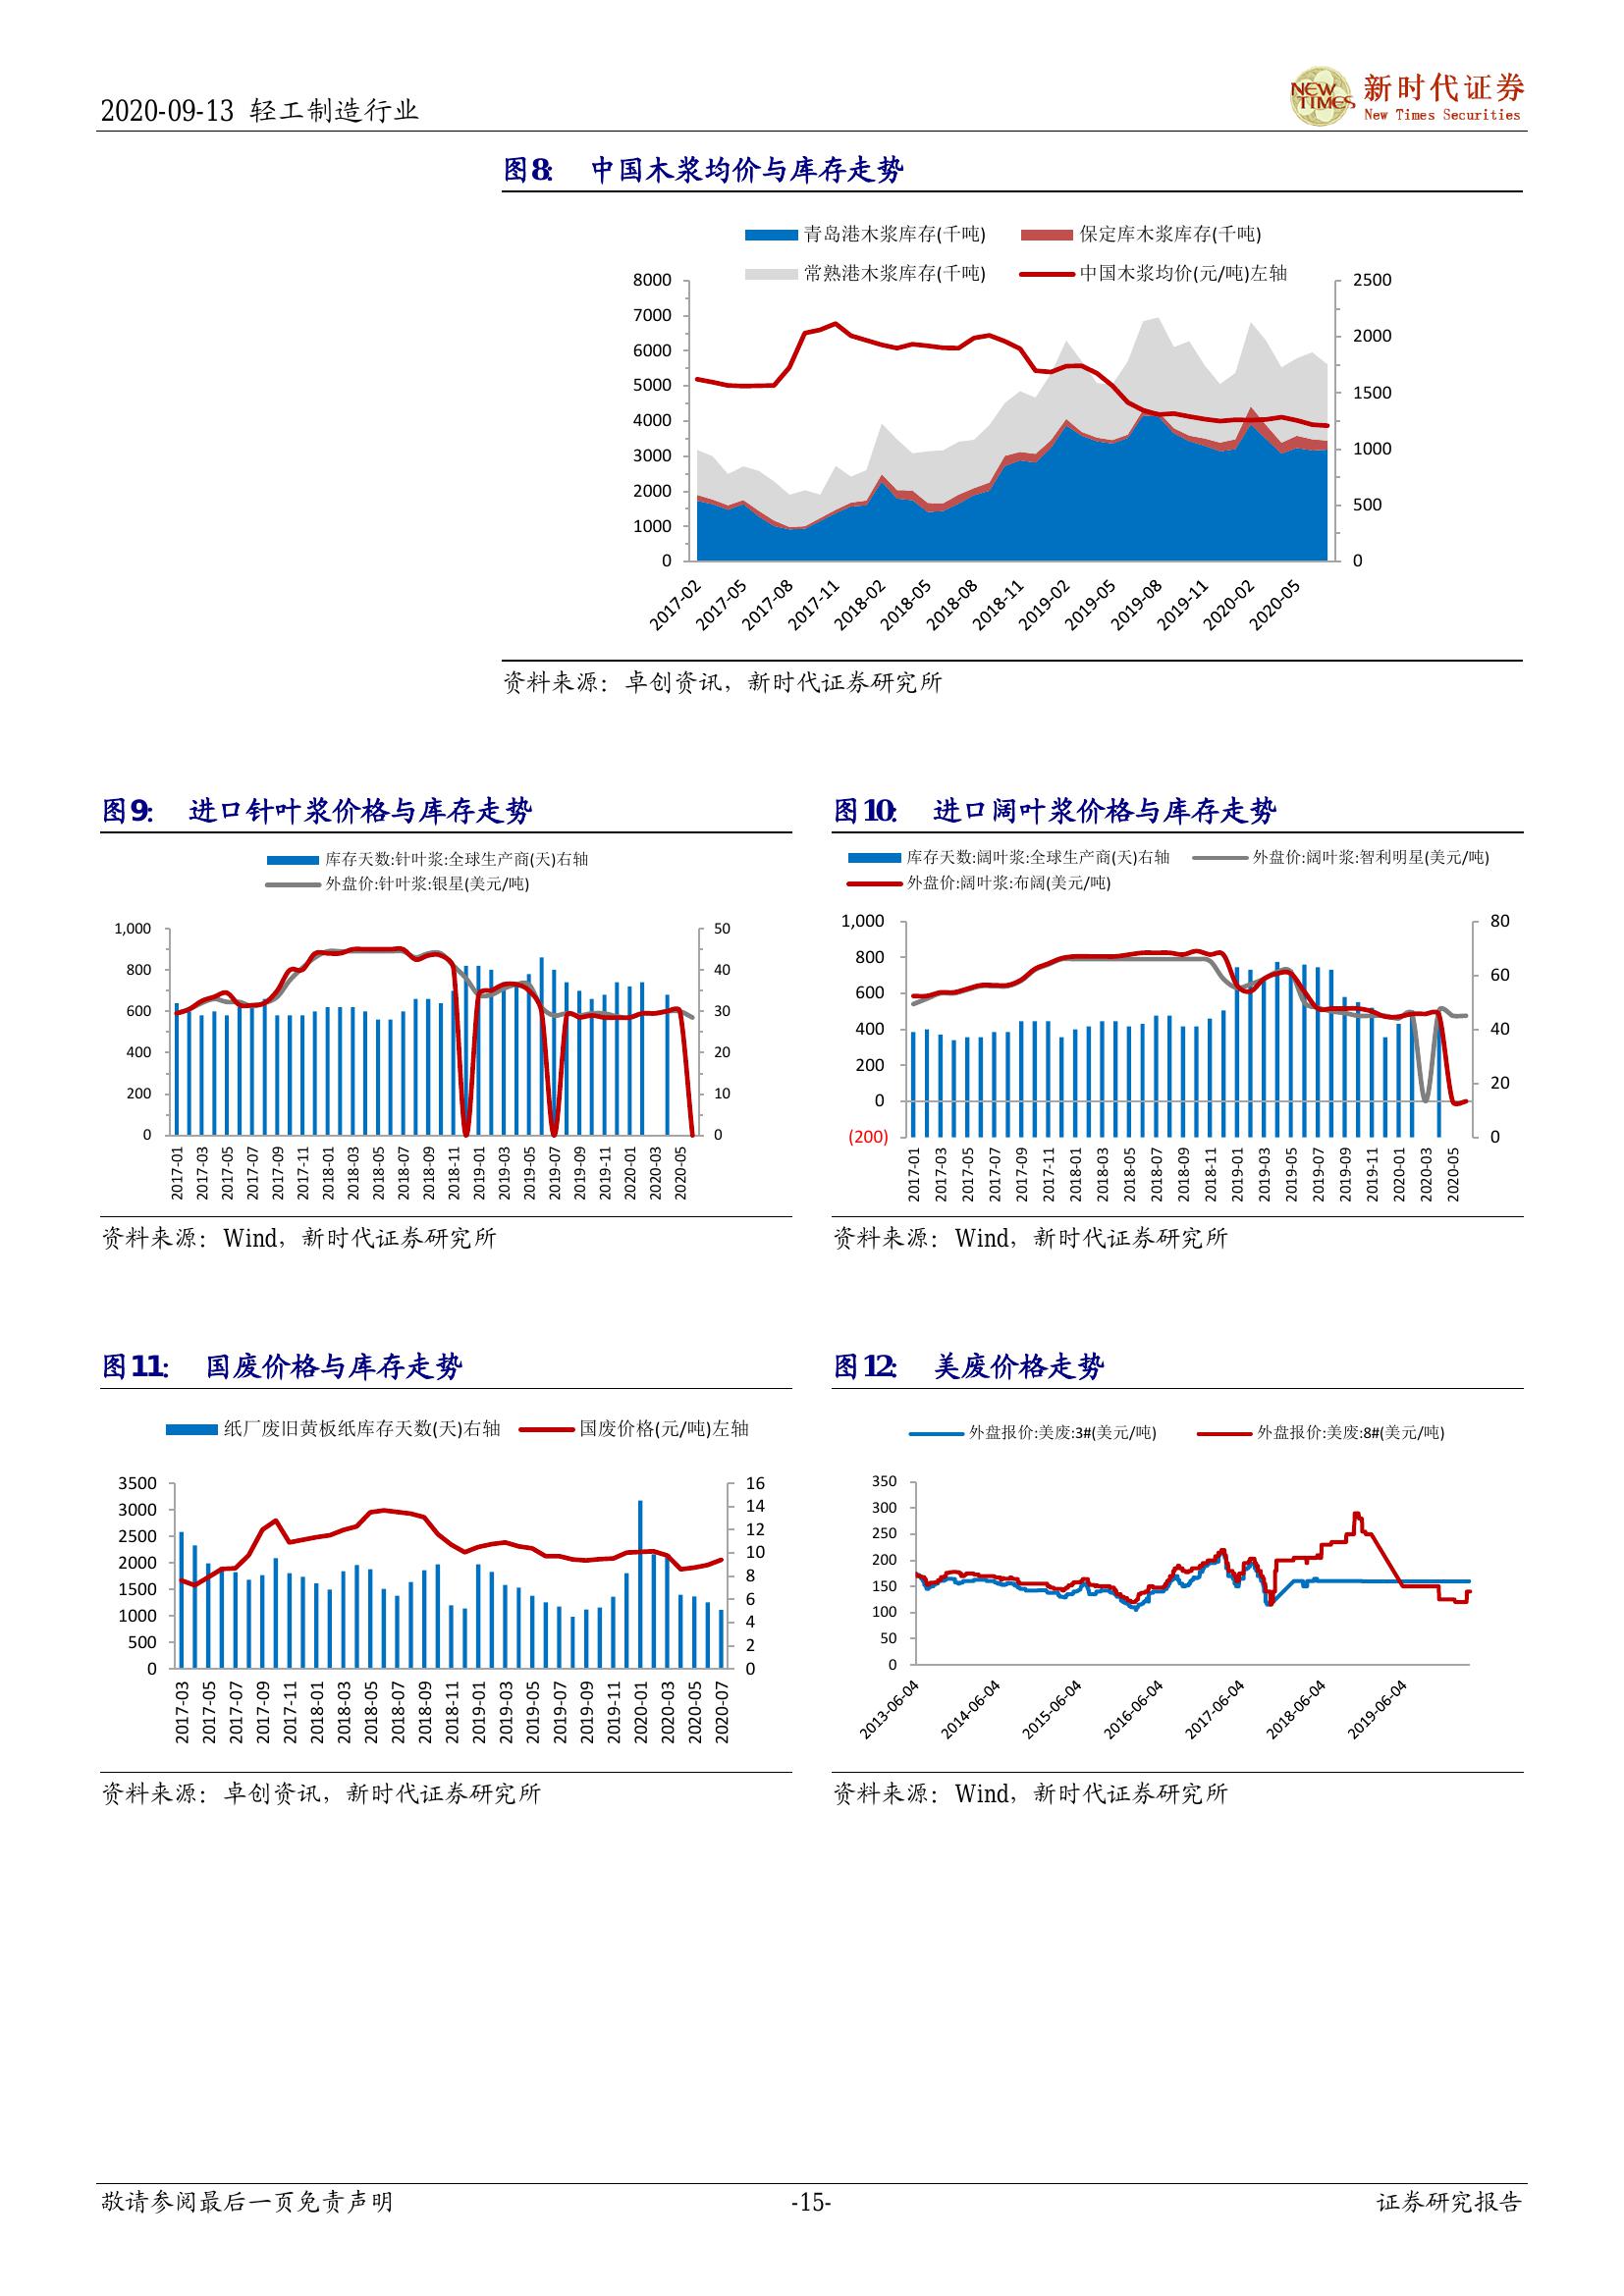 2020-09-13 轻工制造行业
NEW TIMES 新时代证券
New Times Securities
图8: 中国木浆均价与库存走势
青岛港木浆库存(千吨) 保定库木浆库存(千吨)
常熟港木浆库存(千吨) 中国木浆均价(元/吨)左轴
8000 2500
7000
6000 2000
5000 1500
4000
3000 1000
2000 500
1000
0 0
2017-02 2017-05 2017-08 2017-11 2018-02 2018-05 2018-08 2018-11 2019-02 2019-05 2019-08 2019-11 2020-02 2020-05
资料来源：卓创资讯，新时代证券研究所
图9: 进口针叶浆价格与库存走势
库存天数:针叶浆:全球生产商(天)右轴
外盘价:针叶浆:银星(美元/吨)
1,000 50
800 40
600 30
400 20
200 10
0 0
2017-01 2017-03 2017-05 2017-07 2017-09 2017-11 2018-01 2018-03 2018-05 2018-07 2018-09 2018-11 2019-01 2019-03 2019-05 2019-07 2019-09 2019-11 2020-01 2020-03 2020-05
资料来源：Wind，新时代证券研究所
图10: 进口阔叶浆价格与库存走势
库存天数:阔叶浆:全球生产商(天)右轴 外盘价:阔叶浆:智利明星(美元/吨)
外盘价:阔叶浆:布阔(美元/吨)
1,000 80
800
600 60
400 40
200
0 20
(200) 0
2017-01 2017-03 2017-05 2017-07 2017-09 2017-11 2018-01 2018-03 2018-05 2018-07 2018-09 2018-11 2019-01 2019-03 2019-05 2019-07 2019-09 2019-11 2020-01 2020-03 2020-05
资料来源：Wind，新时代证券研究所
图11: 国废价格与库存走势
纸厂废旧黄板纸库存天数(天)右轴 国废价格(元/吨)左轴
3500 16
3000 14
2500 12
2000 10
1500 8
1000 6
500 4
0 2
0
2017-03 2017-05 2017-07 2017-09 2017-11 2018-01 2018-03 2018-05 2018-07 2018-09 2018-11 2019-01 2019-03 2019-05 2019-07 2019-09 2019-11 2020-01 2020-03 2020-05 2020-07
资料来源：卓创资讯，新时代证券研究所
图12: 美废价格走势
外盘报价:美废:3#(美元/吨) 外盘报价:美废:8#(美元/吨)
350
300
250
200
150
100
50
0
2013-06-04 2014-06-04 2015-06-04 2016-06-04 2017-06-04 2018-06-04 2019-06-04
资料来源：Wind，新时代证券研究所
敬请参阅最后一页免责声明 -15- 证券研究报告